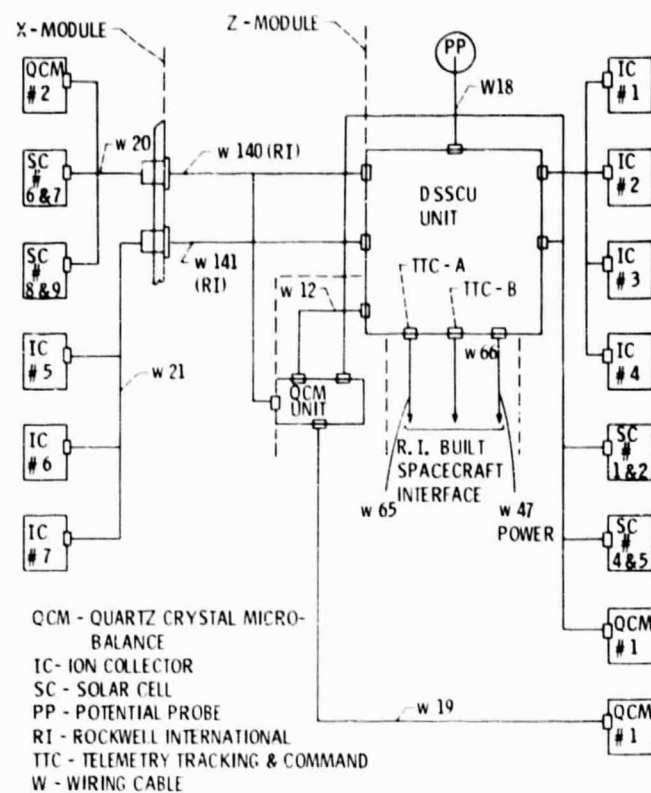 X-MODULE
Z-MODULE
PP
QCM
#2
W18
IC
#1
w 20
w 140 (RI)
SC
#
6&7
DSSCU
UNIT
IC
#2
w 141
(RI)
TTC-A
IC
#3
SC
#
8&9
w 12
TTC-B
IC
#5
w 21
w 66
IC
#4
QCM
UNIT
R.I. BUILT
SPACECRAFT
INTERFACE
SC
#
1&2
IC
#6
w 65
w 47
POWER
SC
#
4&5
IC
#7
QCM
#1
QCM - QUARTZ CRYSTAL MICRO-
BALANCE
IC- ION COLLECTOR
SC - SOLAR CELL
PP - POTENTIAL PROBE
w 19
QCM
#1
RI - ROCKWELL INTERNATIONAL
TTC - TELEMETRY TRACKING & COMMAND
W - WIRING CABLE